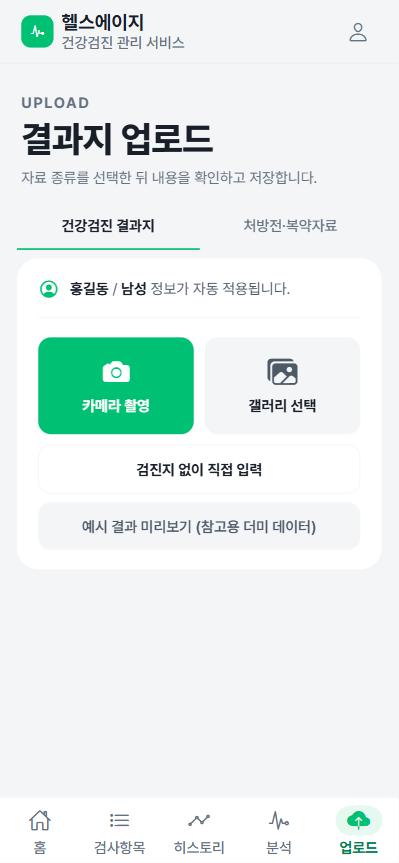 헬스에이지
건강검진 관리 서비스
UPLOAD
결과지 업로드
자료 종류를 선택한 뒤 내용을 확인하고 저장합니다.
건강검진 결과지
처방전·복약자료
홍길동 / 남성 정보가 자동 적용됩니다.
카메라 촬영
갤러리 선택
검진지 없이 직접 입력
예시 결과 미리보기 (참고용 더미 데이터)
홈
검사항목
히스토리
분석
업로드